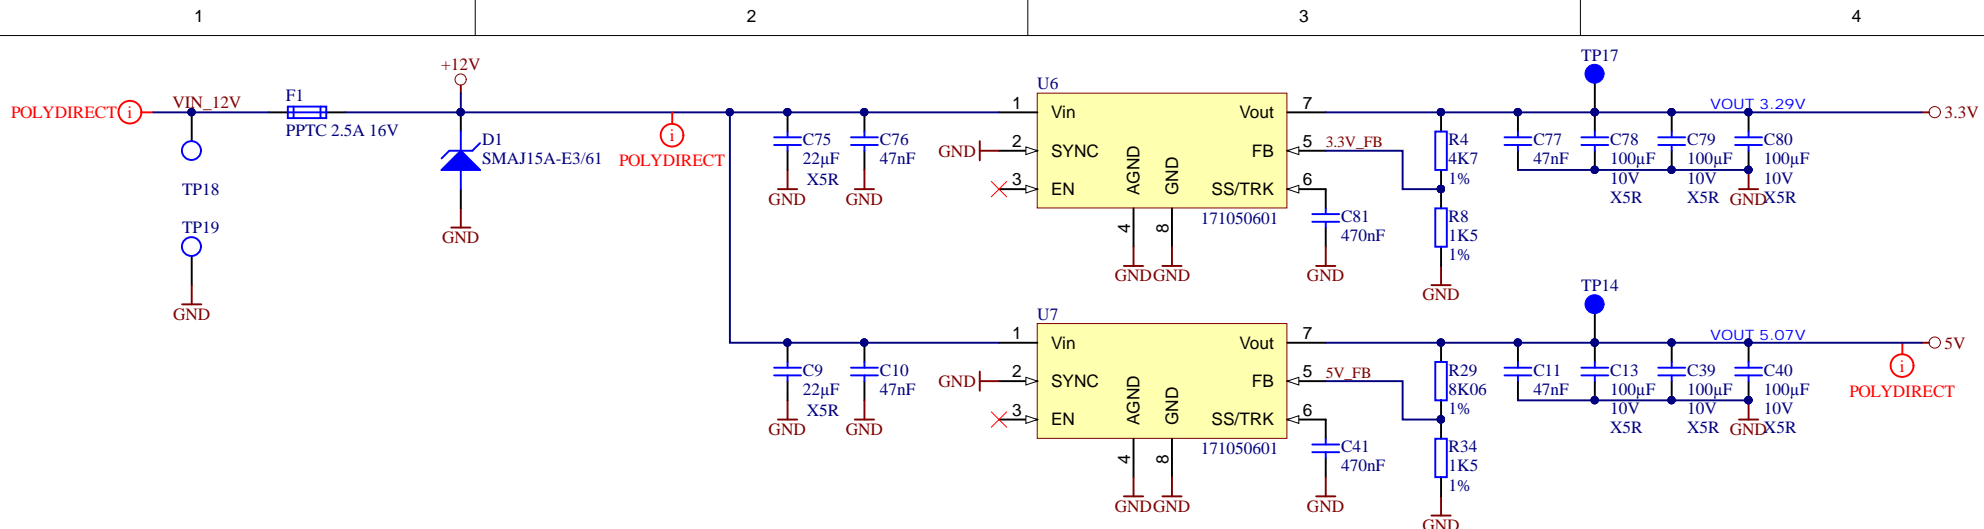 1 2 3 4
POLYDIRECT i
VIN_12V
F1
PPTC 2.5A 16V
+12V
D1
SMAJ15A-E3/61
GND
i
POLYDIRECT
TP18
TP19
GND
C75
22µF
X5R
GND
C76
47nF
GND
U6
1 Vin
GND 2 SYNC
3 EN
AGND
GND
Vout 7
FB 5 3.3V_FB
SS/TRK 6
171050601
4 8
GND GND
C81
470nF
GND
R4
4K7
1%
R8
1K5
1%
GND
TP17
C77
47nF
C78
100µF
10V
X5R
C79
100µF
10V
X5R
C80
100µF
10V
X5R
GND
VOUT 3.29V
3.3V
C9
22µF
X5R
GND
C10
47nF
GND
U7
1 Vin
GND 2 SYNC
3 EN
AGND
GND
Vout 7
FB 5 5V_FB
SS/TRK 6
171050601
4 8
GND GND
C41
470nF
GND
R29
8K06
1%
R34
1K5
1%
GND
TP14
C11
47nF
C13
100µF
10V
X5R
C39
100µF
10V
X5R
C40
100µF
10V
X5R
GND
VOUT 5.07V
5V
i
POLYDIRECT